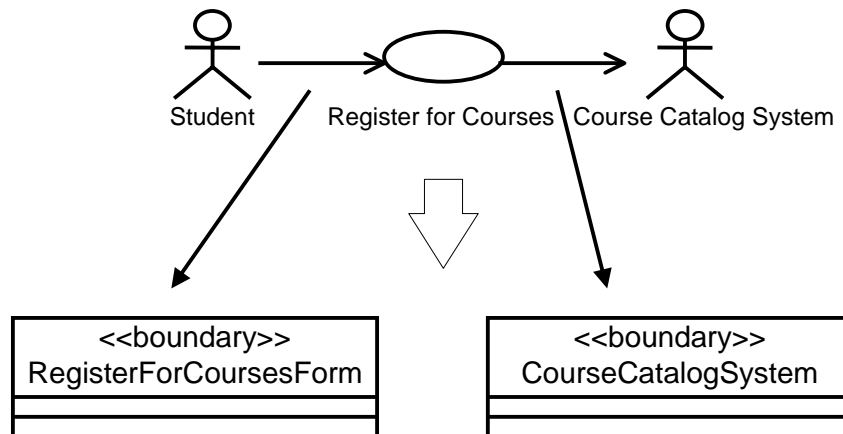 Student
Register for Courses
Course Catalog System
<<boundary>>
RegisterForCoursesForm
<<boundary>>
CourseCatalogSystem